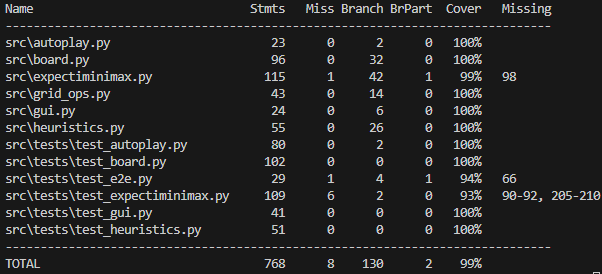 Name Stmts Miss Branch BrPart Cover Missing
--------------------------------------------------------------------
src\autoplay.py 23 0 2 0 100%
src\board.py 96 0 32 0 100%
src\expectiminimax.py 115 1 42 1 99% 98
src\grid_ops.py 43 0 14 0 100%
src\gui.py 24 0 6 0 100%
src\heuristics.py 55 0 26 0 100%
src\tests\test_autoplay.py 80 0 2 0 100%
src\tests\test_board.py 102 0 0 0 100%
src\tests\test_e2e.py 29 1 4 1 94% 66
src\tests\test_expectiminimax.py 109 6 2 0 93% 90-92, 205-210
src\tests\test_gui.py 41 0 0 0 100%
src\tests\test_heuristics.py 51 0 0 0 100%
--------------------------------------------------------------------
TOTAL 768 8 130 2 99%